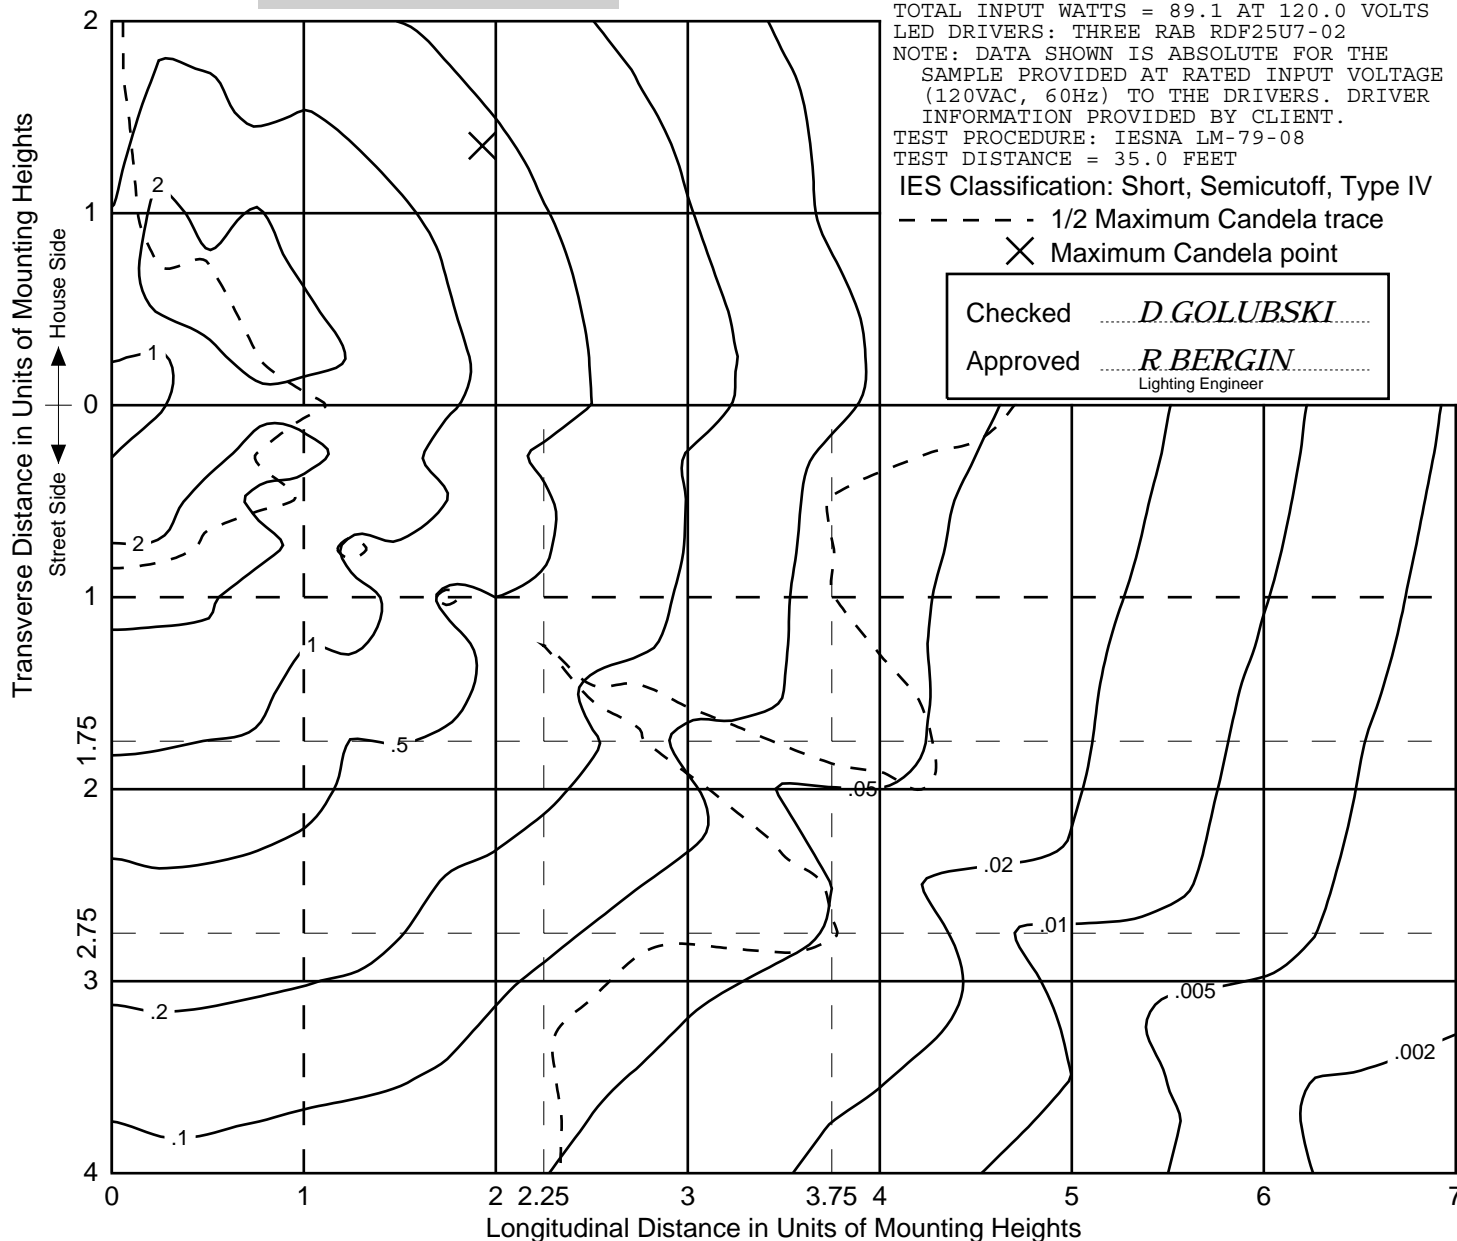 TOTAL INPUT WATTS = 89.1 AT 120.0 VOLTS
LED DRIVERS: THREE RAB RDF25U7-02
NOTE: DATA SHOWN IS ABSOLUTE FOR THE
SAMPLE PROVIDED AT RATED INPUT VOLTAGE
(120VAC, 60Hz) TO THE DRIVERS. DRIVER
INFORMATION PROVIDED BY CLIENT.
TEST PROCEDURE: IESNA LM-79-08
TEST DISTANCE = 35.0 FEET
IES Classification: Short, Semicutoff, Type IV
1/2 Maximum Candela trace
Maximum Candela point
Checked D GOLUBSKI
Approved R BERGIN
Lighting Engineer
Transverse Distance in Units of Mounting Heights
Street Side House Side
2
1
0
1
1.75
2
2.75
3
4
2
1
2
1
.5
.05
.02
.01
.2
.005
.002
.1
0 1 2 2.25 3 3.75 4 5 6 7
Longitudinal Distance in Units of Mounting Heights